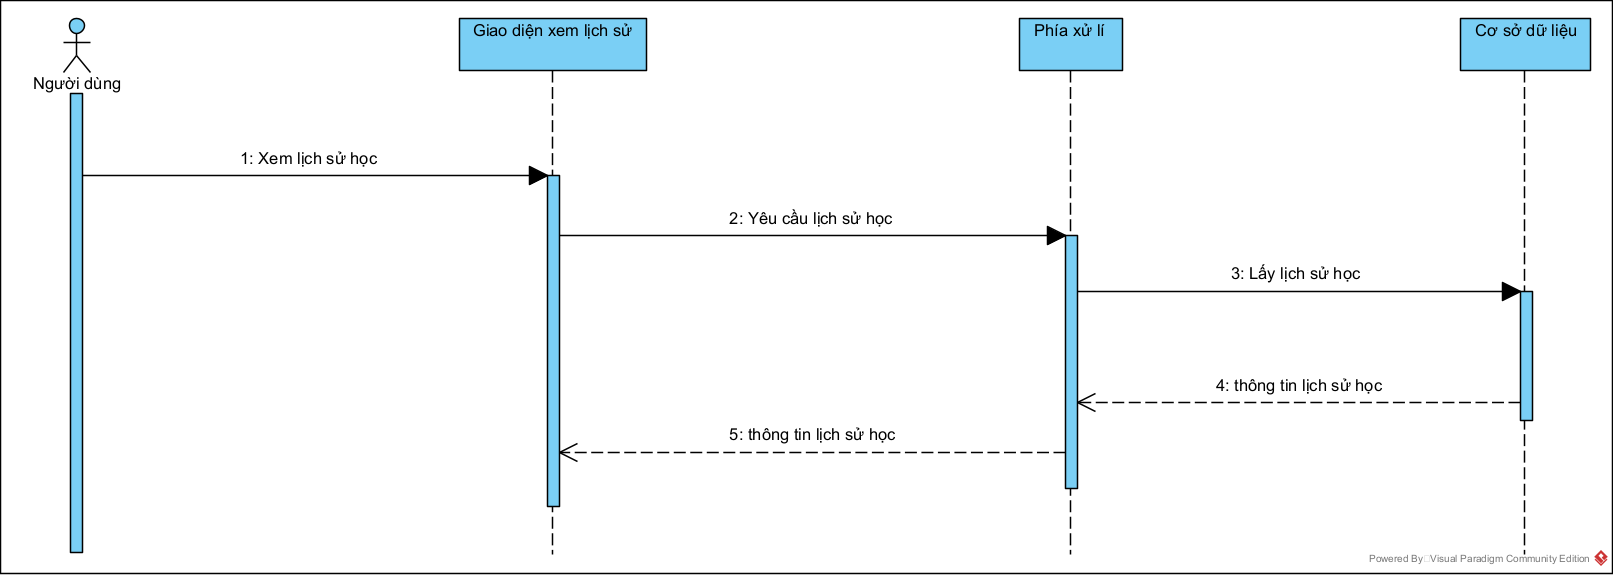 Người dùng
Giao diện xem lịch sử
Phía xử lí
Cơ sở dữ liệu
1: Xem lịch sử học
2: Yêu cầu lịch sử học
3: Lấy lịch sử học
4: thông tin lịch sử học
5: thông tin lịch sử học
Powered By Visual Paradigm Community Edition